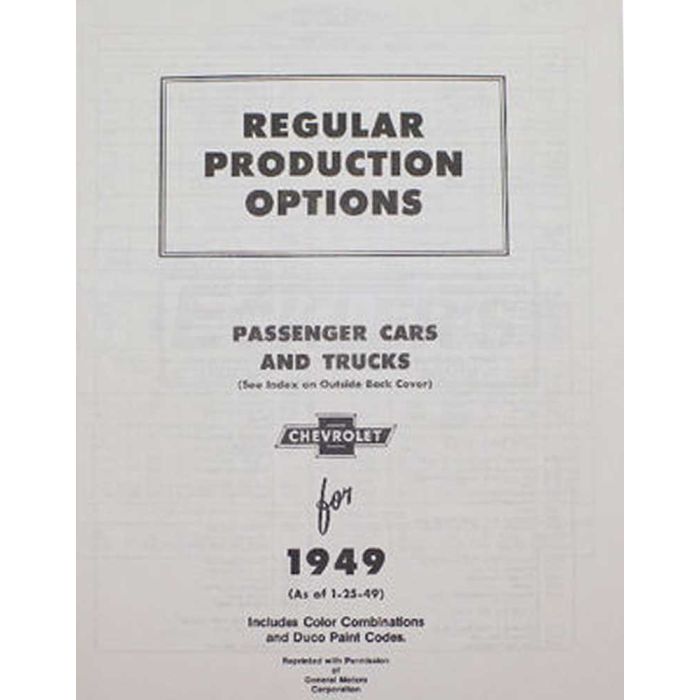 REGULAR
PRODUCTION
OPTIONS
PASSENGER CARS
AND TRUCKS
(See Index on Outside Back Cover)
CHEVROLET
for
1949
(As of 1-25-49)
Includes Color Combinations
and Duco Paint Codes.
Reprinted with Permission
of
General Motors
Corporation